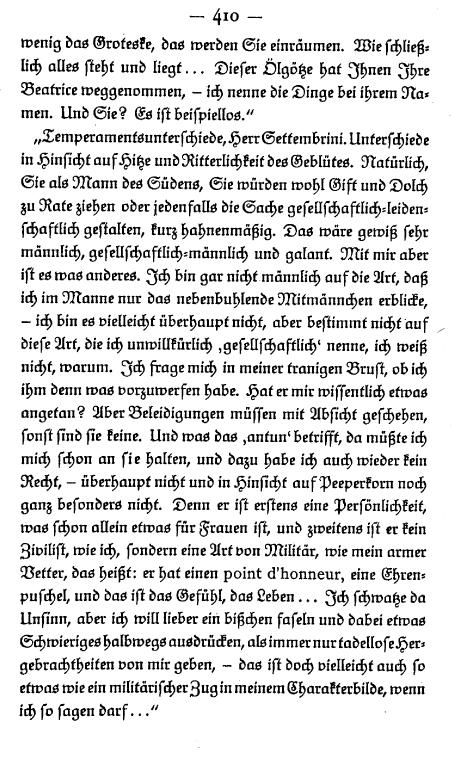 — 410 —
wenig das Groteske, das werden Sie einräumen. Wie schließ-
lich alles steht und liegt... Dieser Ölgötze hat Ihnen Ihre
Beatrice weggenommen, – ich nenne die Dinge bei ihrem Na-
men. Und Sie? Es ist beispiellos.“
„Temperamentsunterschiede, Herr Settembrini. Unterschiede
in Hinsicht auf Hitze und Ritterlichkeit des Geblütes. Natürlich,
Sie als Mann des Südens, Sie würden wohl Gift und Dolch
zu Rate ziehen oder jedenfalls die Sache gesellschaftlich-leiden-
schaftlich gestalten, kurz hahnenmäßig. Das wäre gewiß sehr
männlich, gesellschaftlich-männlich und galant. Mit mir aber
ist es was anderes. Ich bin gar nicht männlich auf die Art, daß
ich im Manne nur das nebenbuhlende Mitmännchen erblicke,
– ich bin es vielleicht überhaupt nicht, aber bestimmt nicht auf
diese Art, die ich unwillkürlich ‚gesellschaftlich‘ nenne, ich weiß
nicht, warum. Ich frage mich in meiner tranigen Brust, ob ich
ihm denn was vorzuwerfen habe. Hat er mir wissentlich etwas
angetan? Aber Beleidigungen müssen mit Absicht geschehen,
sonst sind sie keine. Und was das ‚antun‘ betrifft, da müßte ich
mich schon an sie halten, und dazu habe ich auch wieder kein
Recht, – überhaupt nicht und in Hinsicht auf Peeperkorn noch
ganz besonders nicht. Denn er ist erstens eine Persönlichkeit,
was schon allein etwas für Frauen ist, und zweitens ist er kein
Zivilist, wie ich, sondern eine Art von Militär, wie mein armer
Vetter, das heißt: er hat einen point d'honneur, eine Ehren-
puschel, und das ist das Gefühl, das Leben... Ich schwatze da
Unsinn, aber ich will lieber ein bißchen faseln und dabei etwas
Schwieriges halbwegs ausdrücken, als immer nur tadellose Her-
gebrachtheiten von mir geben, – das ist doch vielleicht auch so
etwas wie ein militärischer Zug in meinem Charakterbilde, wenn
ich so sagen darf...“